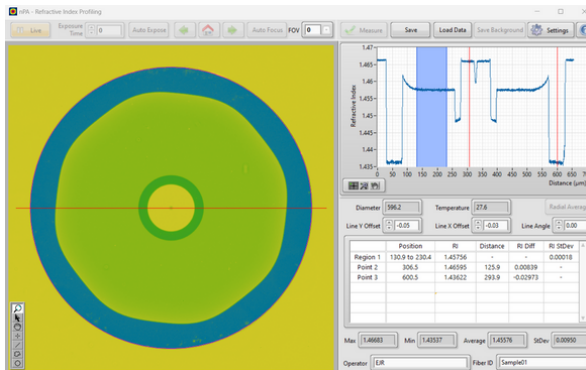 nPA - Refractive Index Profiling
Line Exposure Time 0 Auto Expose Auto Focus FOV 0 Measure Save Load Data Save Background Settings
1.47
1.465
1.46
1.455
1.45
1.445
1.44
1.435
Refractive Index
0 50 100 150 200 250 300 350 400 450 500 550 600 650
Distance (µm)
Diameter 596.2 Temperature 27.6 Radial Average
Line Y Offset -0.05 Line X Offset -0.03 Line Angle 0.00
Position RI Distance RI Diff RI StDev
Region 1 130.9 to 230.4 1.45756 - - 0.00018
Point 2 306.5 1.46595 125.9 0.00839 -
Point 3 600.5 1.43622 293.9 -0.02973 -
Max 1.46683 Min 1.43537 Average 1.45576 StDev 0.00950
Operator EJR Fiber ID Sample01